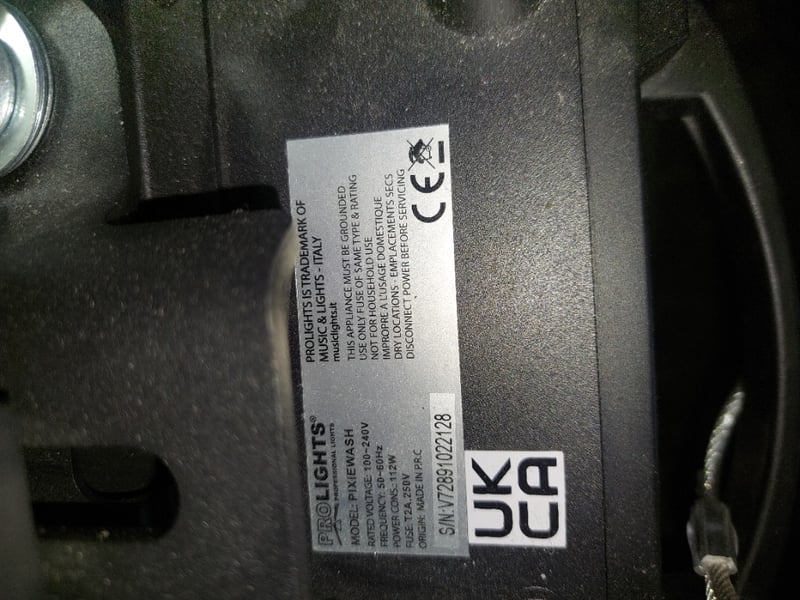 PROLIGHTS®
PROFESSIONAL LIGHTS
MODEL: PIXIEWASH
RATED VOLTAGE: 100~240V
FREQUENCY: 50~60Hz
POWER CONS.: 112W
FUSE: T2A, 250V
ORIGIN: MADE IN P.R.C
S/N: V72891022128
PROLIGHTS IS TRADEMARK OF
MUSIC & LIGHTS - ITALY
musiclights.it
THIS APPLIANCE MUST BE GROUNDED
USE ONLY FUSE OF SAME TYPE & RATING
NOT FOR HOUSEHOLD USE
IMPROPRE A L'USAGE DOMESTIQUE
DRY LOCATIONS - EMPLACEMENTS SECS
DISCONNECT POWER BEFORE SERVICING
CE
UK
CA